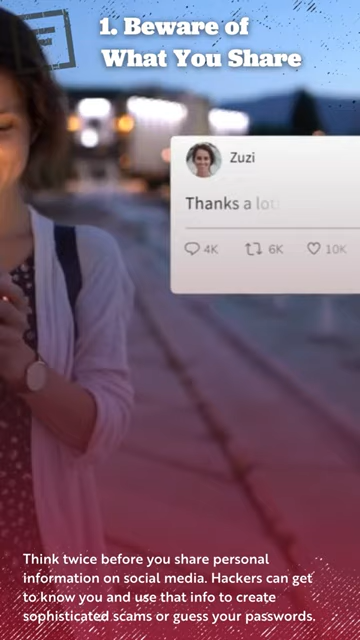 1. Beware of
What You Share
Zuzi
Thanks a lot
4K 6K 10K
Think twice before you share personal
information on social media. Hackers can get
to know you and use that info to create
sophisticated scams or guess your passwords.